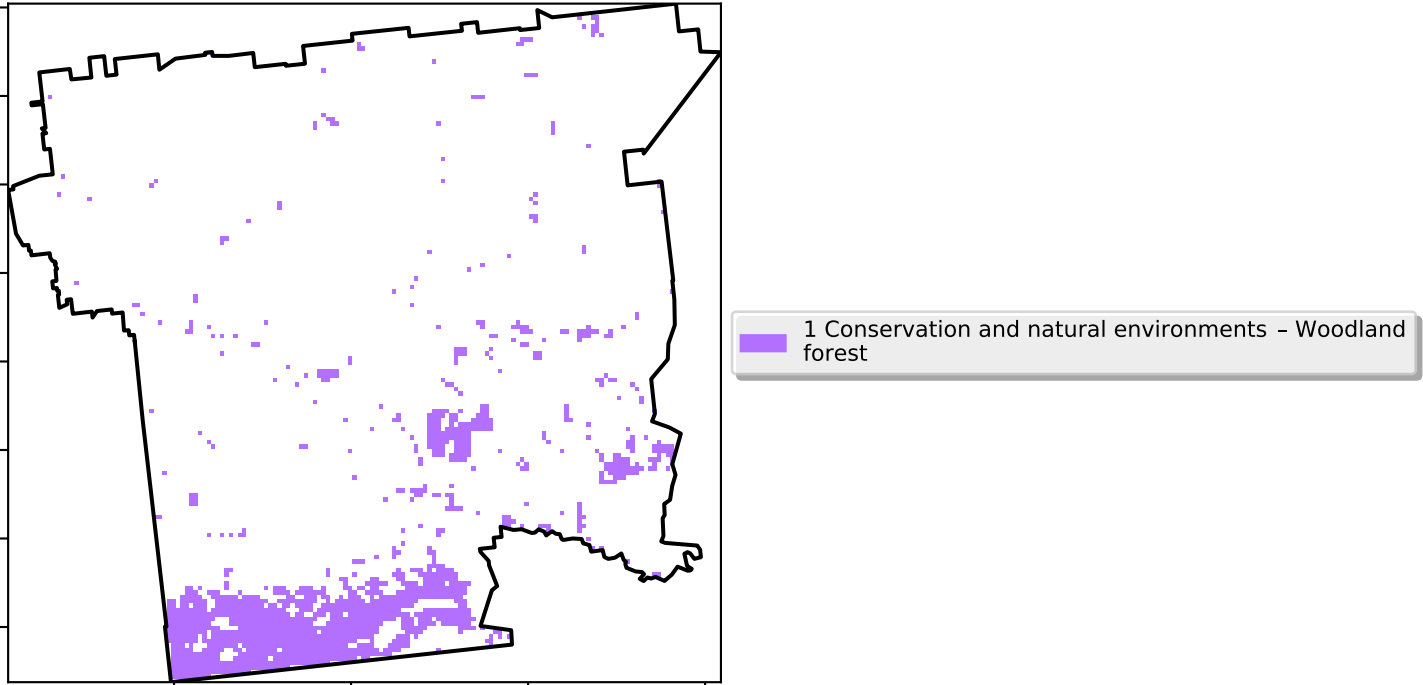 1 Conservation and natural environments – Woodland
forest